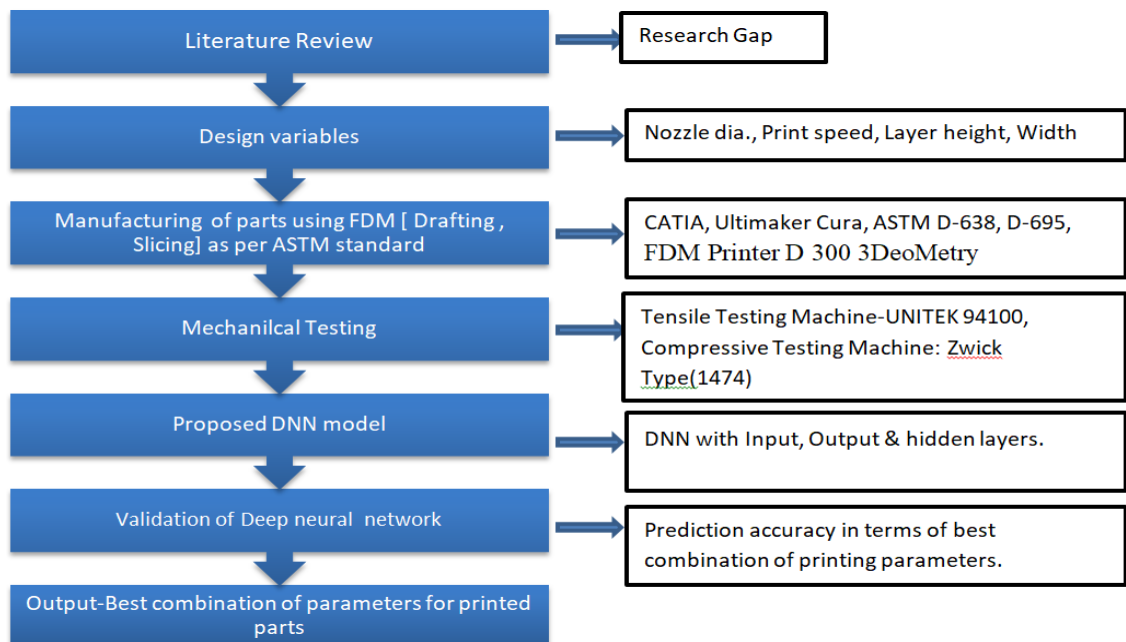 Literature Review
Research Gap
Design variables
Nozzle dia., Print speed, Layer height, Width
Manufacturing of parts using FDM [ Drafting ,
Slicing] as per ASTM standard
CATIA, Ultimaker Cura, ASTM D-638, D-695,
FDM Printer D 300 3DeoMetry
Mechanilcal Testing
Tensile Testing Machine-UNITEK 94100,
Compressive Testing Machine: Zwick
Type(1474)
Proposed DNN model
DNN with Input, Output & hidden layers.
Validation of Deep neural network
Prediction accuracy in terms of best
combination of printing parameters.
Output-Best combination of parameters for printed
parts